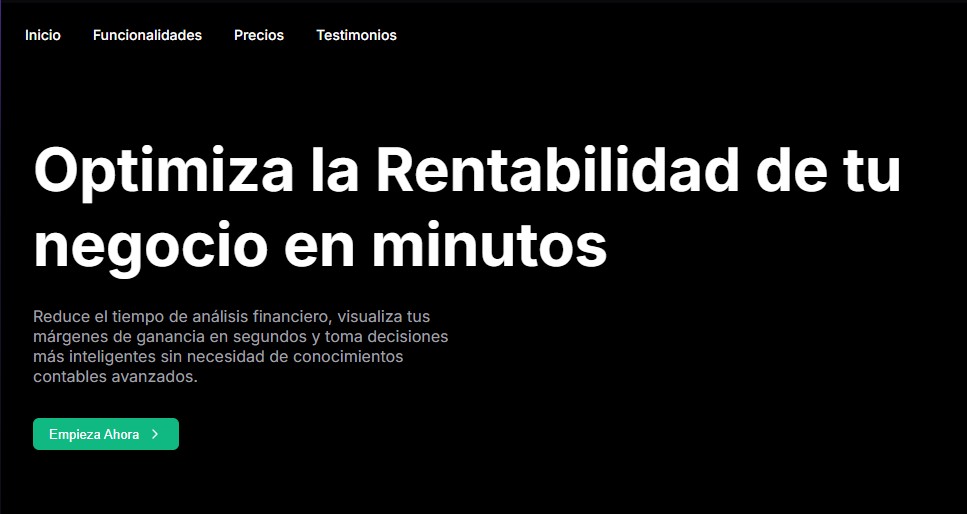 Inicio Funcionalidades Precios Testimonios
Optimiza la Rentabilidad de tu
negocio en minutos
Reduce el tiempo de análisis financiero, visualiza tus
márgenes de ganancia en segundos y toma decisiones
más inteligentes sin necesidad de conocimientos
contables avanzados.
Empieza Ahora